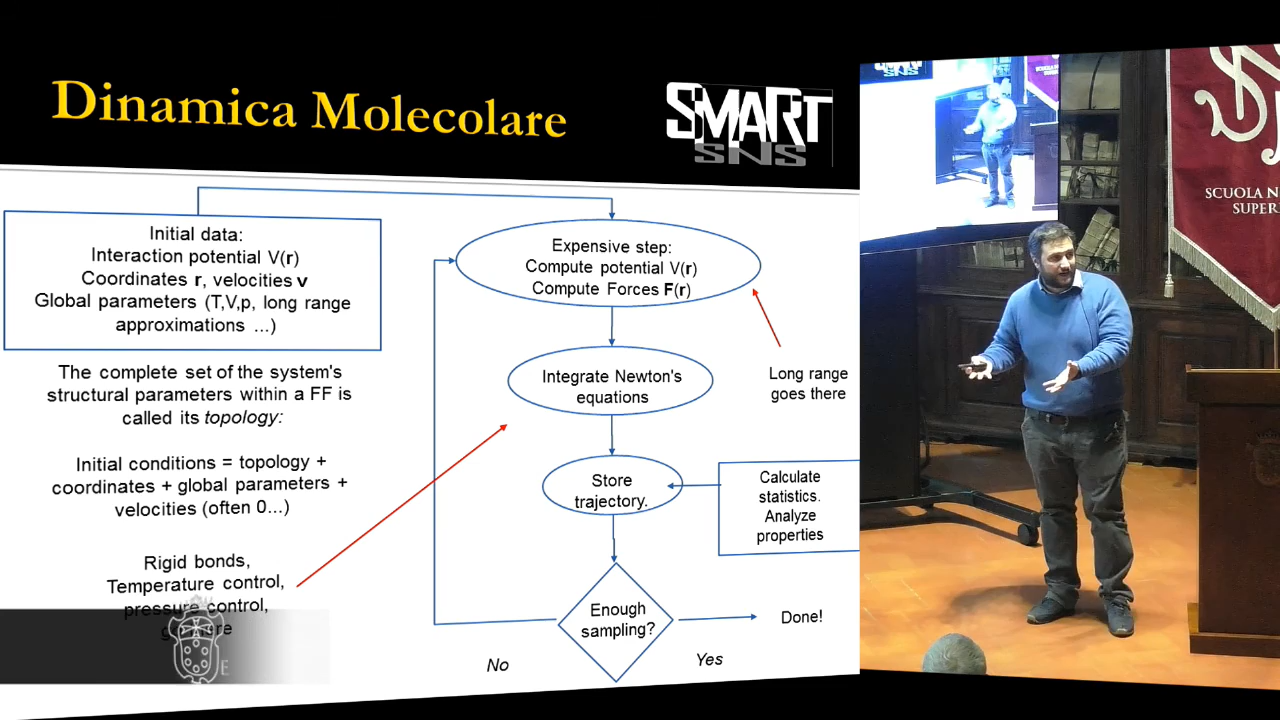 Dinamica Molecolare
SMART
SNS
Initial data:
Interaction potential V(r)
Coordinates r, velocities v
Global parameters (T,V,p, long range
approximations ...)
The complete set of the system's
structural parameters within a FF is
called its topology:
Initial conditions = topology +
coordinates + global parameters +
velocities (often 0...)
Rigid bonds,
Temperature control,
pressure control,
Expensive step:
Compute potential V(r)
Compute Forces F(r)
Integrate Newton's
equations
Long range
goes there
Store
trajectory.
Calculate
statistics.
Analyze
properties
Enough
sampling?
Done!
No
Yes
SNS
SCUOLA N
SUPER
E